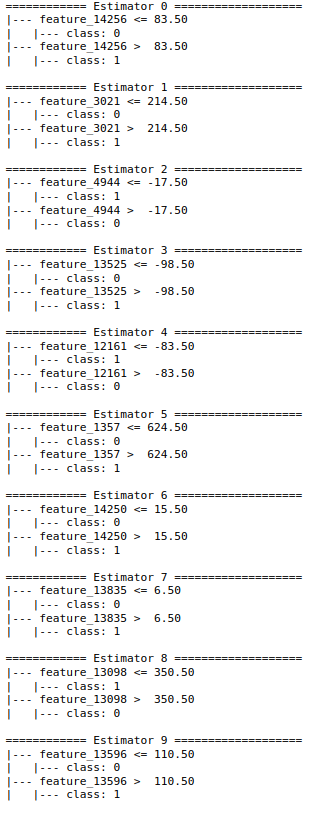 ============ Estimator 0 ===================
|--- feature_14256 <= 83.50
|   |--- class: 0
|--- feature_14256 >  83.50
|   |--- class: 1

============ Estimator 1 ===================
|--- feature_3021 <= 214.50
|   |--- class: 0
|--- feature_3021 >  214.50
|   |--- class: 1

============ Estimator 2 ===================
|--- feature_4944 <= -17.50
|   |--- class: 1
|--- feature_4944 >  -17.50
|   |--- class: 0

============ Estimator 3 ===================
|--- feature_13525 <= -98.50
|   |--- class: 0
|--- feature_13525 >  -98.50
|   |--- class: 1

============ Estimator 4 ===================
|--- feature_12161 <= -83.50
|   |--- class: 1
|--- feature_12161 >  -83.50
|   |--- class: 0

============ Estimator 5 ===================
|--- feature_1357 <= 624.50
|   |--- class: 0
|--- feature_1357 >  624.50
|   |--- class: 1

============ Estimator 6 ===================
|--- feature_14250 <= 15.50
|   |--- class: 0
|--- feature_14250 >  15.50
|   |--- class: 1

============ Estimator 7 ===================
|--- feature_13835 <= 6.50
|   |--- class: 0
|--- feature_13835 >  6.50
|   |--- class: 1

============ Estimator 8 ===================
|--- feature_13098 <= 350.50
|   |--- class: 1
|--- feature_13098 >  350.50
|   |--- class: 0

============ Estimator 9 ===================
|--- feature_13596 <= 110.50
|   |--- class: 0
|--- feature_13596 >  110.50
|   |--- class: 1